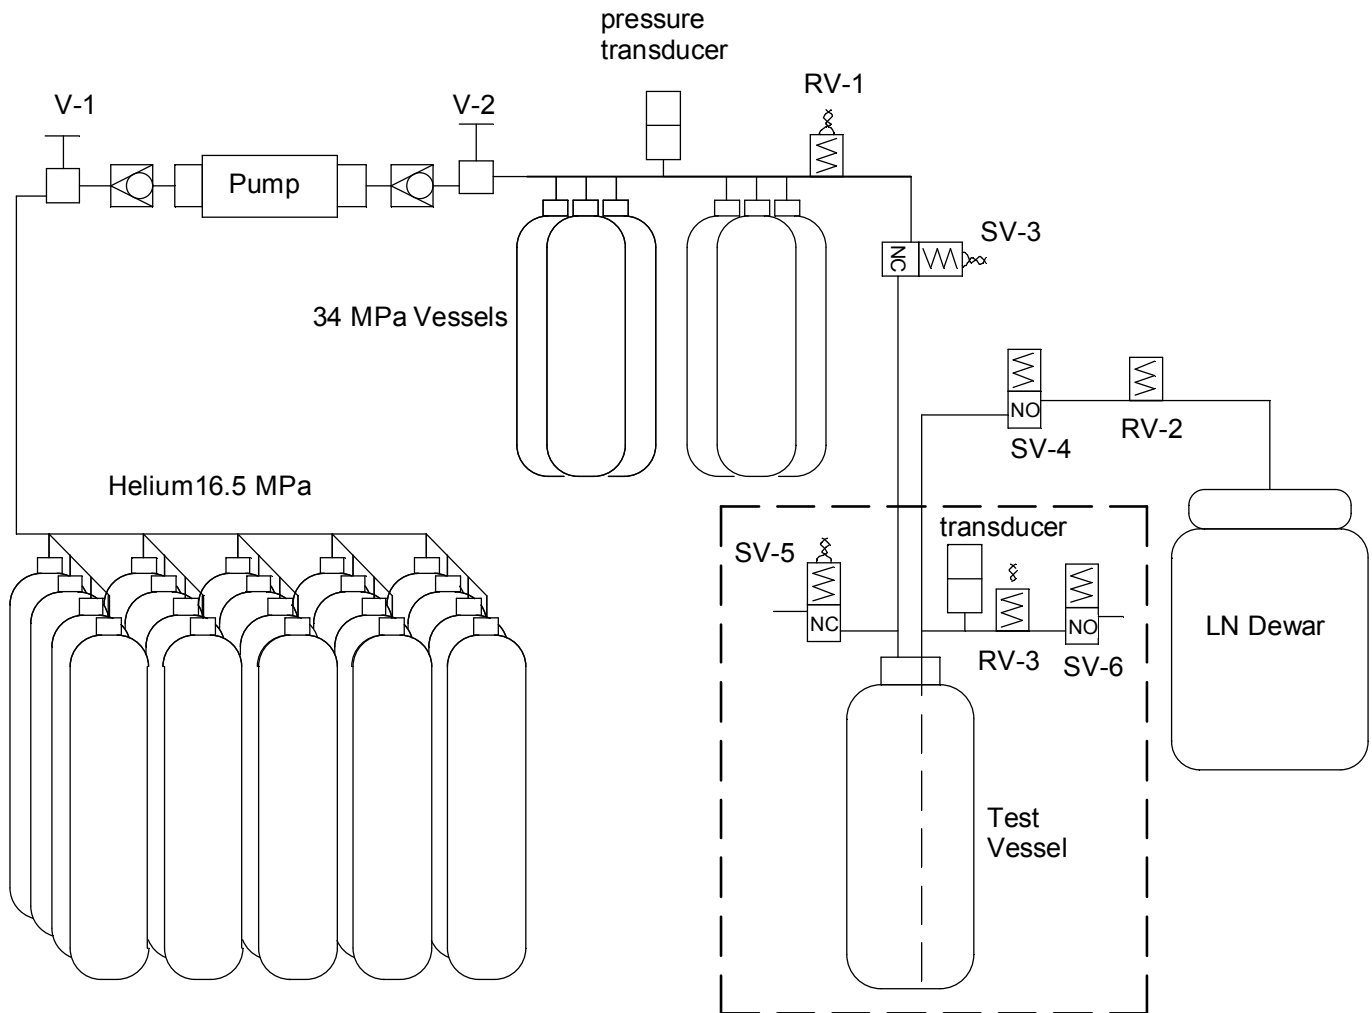 pressure
transducer
RV-1
V-1
V-2
Pump
SV-3
NC
34 MPa Vessels
NO
SV-4
RV-2
Helium16.5 MPa
transducer
SV-5
NC
NO
RV-3
SV-6
LN Dewar
Test
Vessel